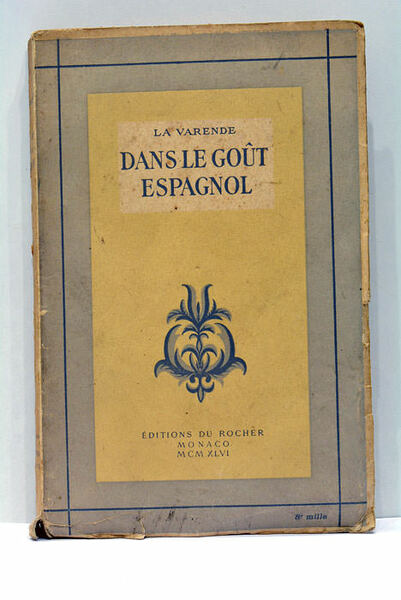 LA VARENDE
DANS LE GOÛT
ESPAGNOL
ÉDITIONS DU ROCHER
MONACO
MCMXLVI
8e mille